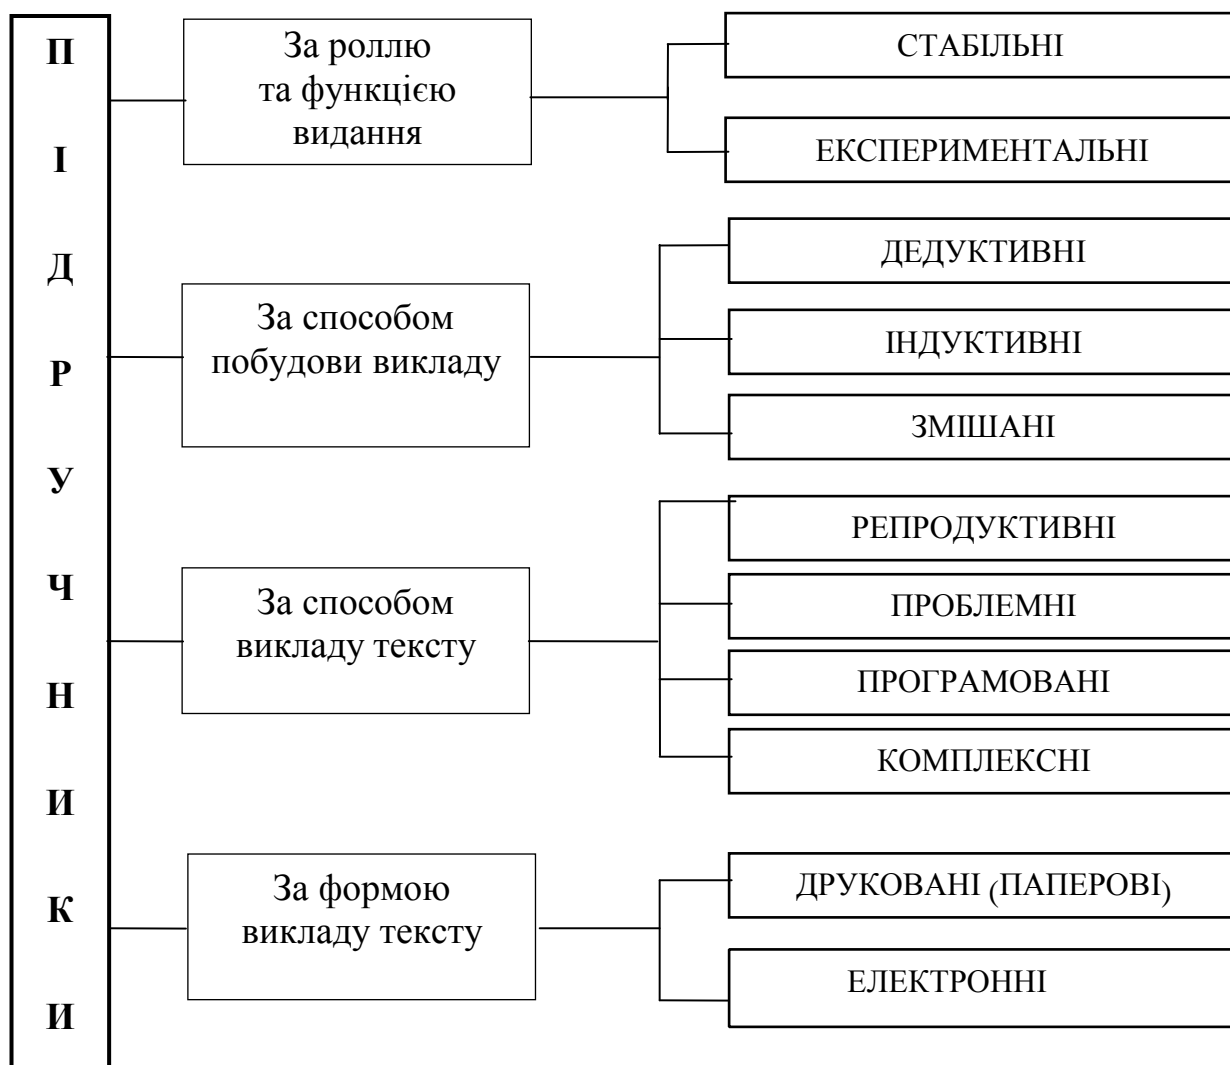 ПІДРУЧНИКИ
За роллю
та функцією
видання
СТАБІЛЬНІ
ЕКСПЕРИМЕНТАЛЬНІ
За способом
побудови викладу
ДЕДУКТИВНІ
ІНДУКТИВНІ
ЗМІШАНІ
За способом
викладу тексту
РЕПРОДУКТИВНІ
ПРОБЛЕМНІ
ПРОГРАМОВАНІ
КОМПЛЕКСНІ
За формою
викладу тексту
ДРУКОВАНІ (ПАПЕРОВІ)
ЕЛЕКТРОННІ